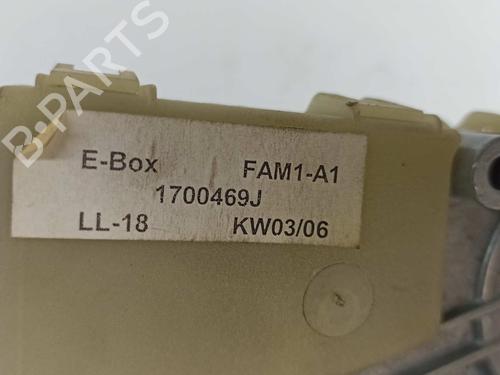 B-PARTS
E-Box FAM1-A1
1700469J
LL-18 KW03/06